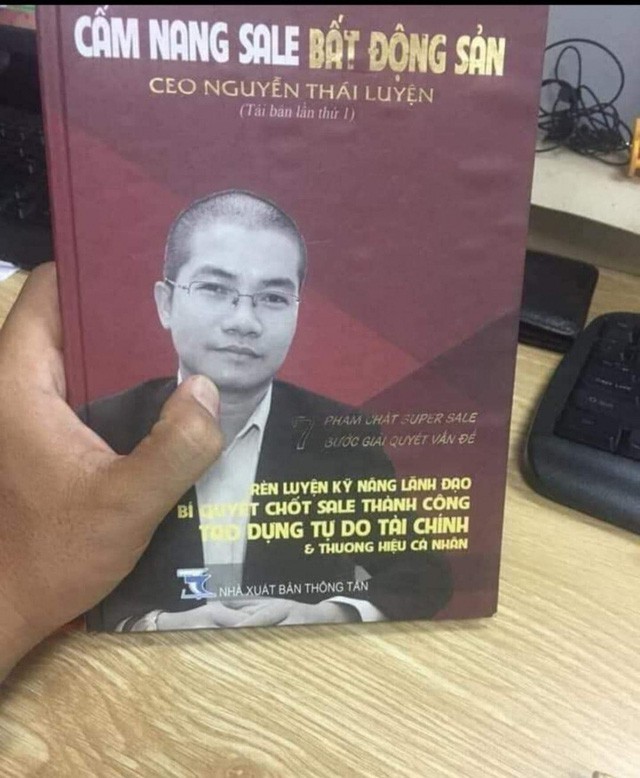 CẨM NANG SALE BẤT ĐỘNG SẢN
CEO NGUYỄN THÁI LUYỆN
(Tái bản lần thứ 1)
7 PHẨM CHẤT SUPER SALE
BƯỚC GIẢI QUYẾT VẤN ĐỀ
RÈN LUYỆN KỸ NĂNG LÃNH ĐẠO
BÍ QUYẾT CHỐT SALE THÀNH CÔNG
TẠO DỰNG TỰ DO TÀI CHÍNH
& THƯƠNG HIỆU CÁ NHÂN
NHÀ XUẤT BẢN THÔNG TẤN